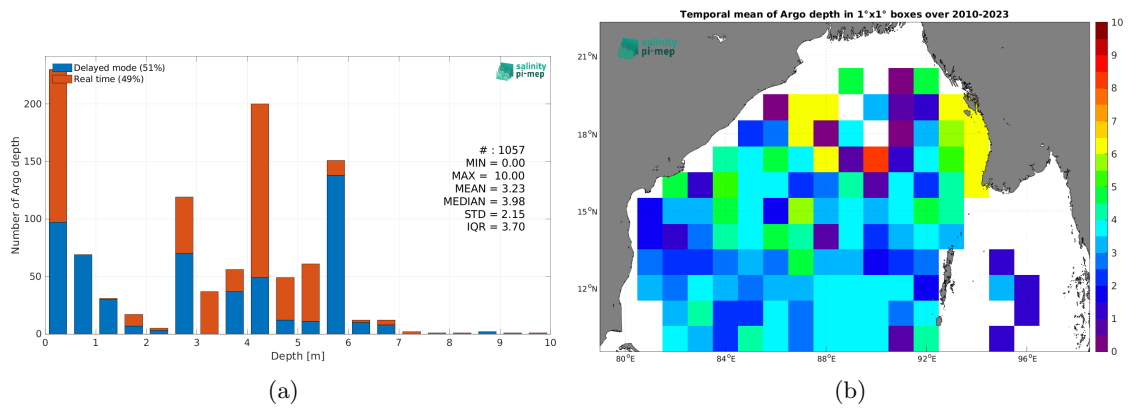 Temporal mean of Argo depth in 1°x1° boxes over 2010-2023
Delayed mode (51%)
Real time (49%)
salinity
pi-mep
# : 1057
MIN = 0.00
MAX = 10.00
MEAN = 3.23
MEDIAN = 3.98
STD = 2.15
IQR = 3.70
Number of Argo depth
0
50
100
150
200
0 1 2 3 4 5 6 7 8 9 10
Depth [m]
salinity
pi-mep
21°N
18°N
15°N
12°N
80°E 84°E 88°E 92°E 96°E
10
9
8
7
6
5
4
3
2
1
0
(a)
(b)